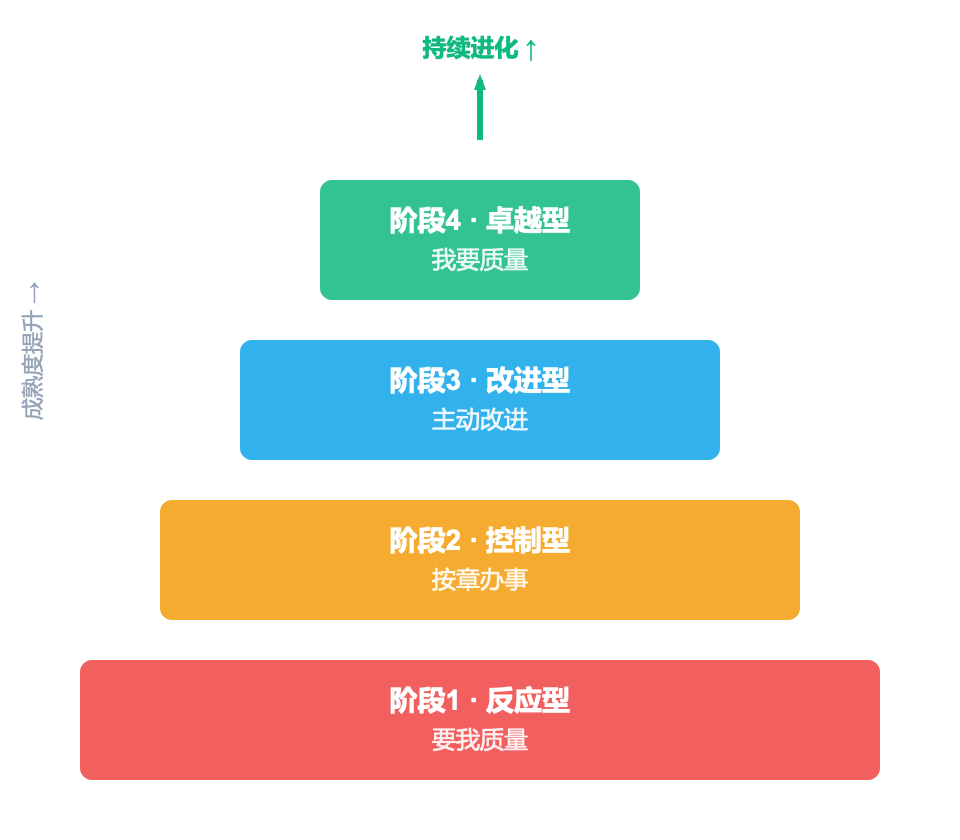 持续进化 ↑
阶段4 · 卓越型
我要质量
成熟度提升 →
阶段3 · 改进型
主动改进
阶段2 · 控制型
按章办事
阶段1 · 反应型
要我质量